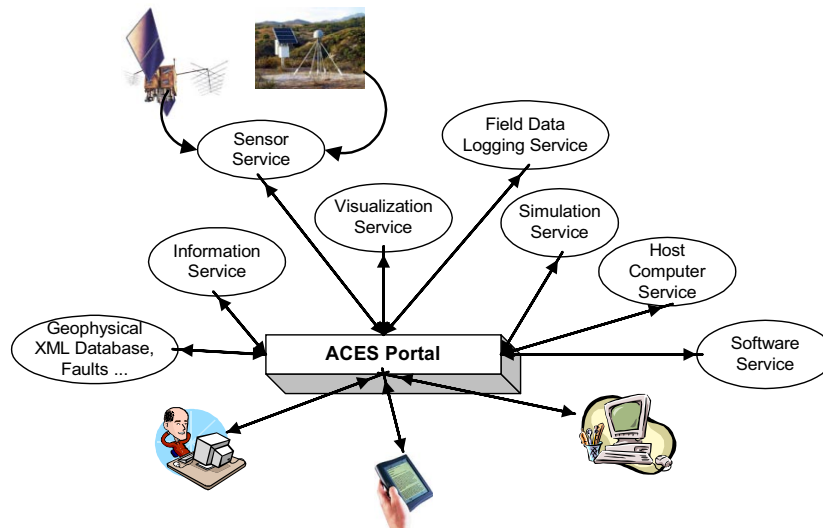 Sensor
Service
Field Data
Logging Service
Visualization
Service
Simulation
Service
Information
Service
Host
Computer
Service
Geophysical
XML Database,
Faults ...
ACES Portal
Software
Service